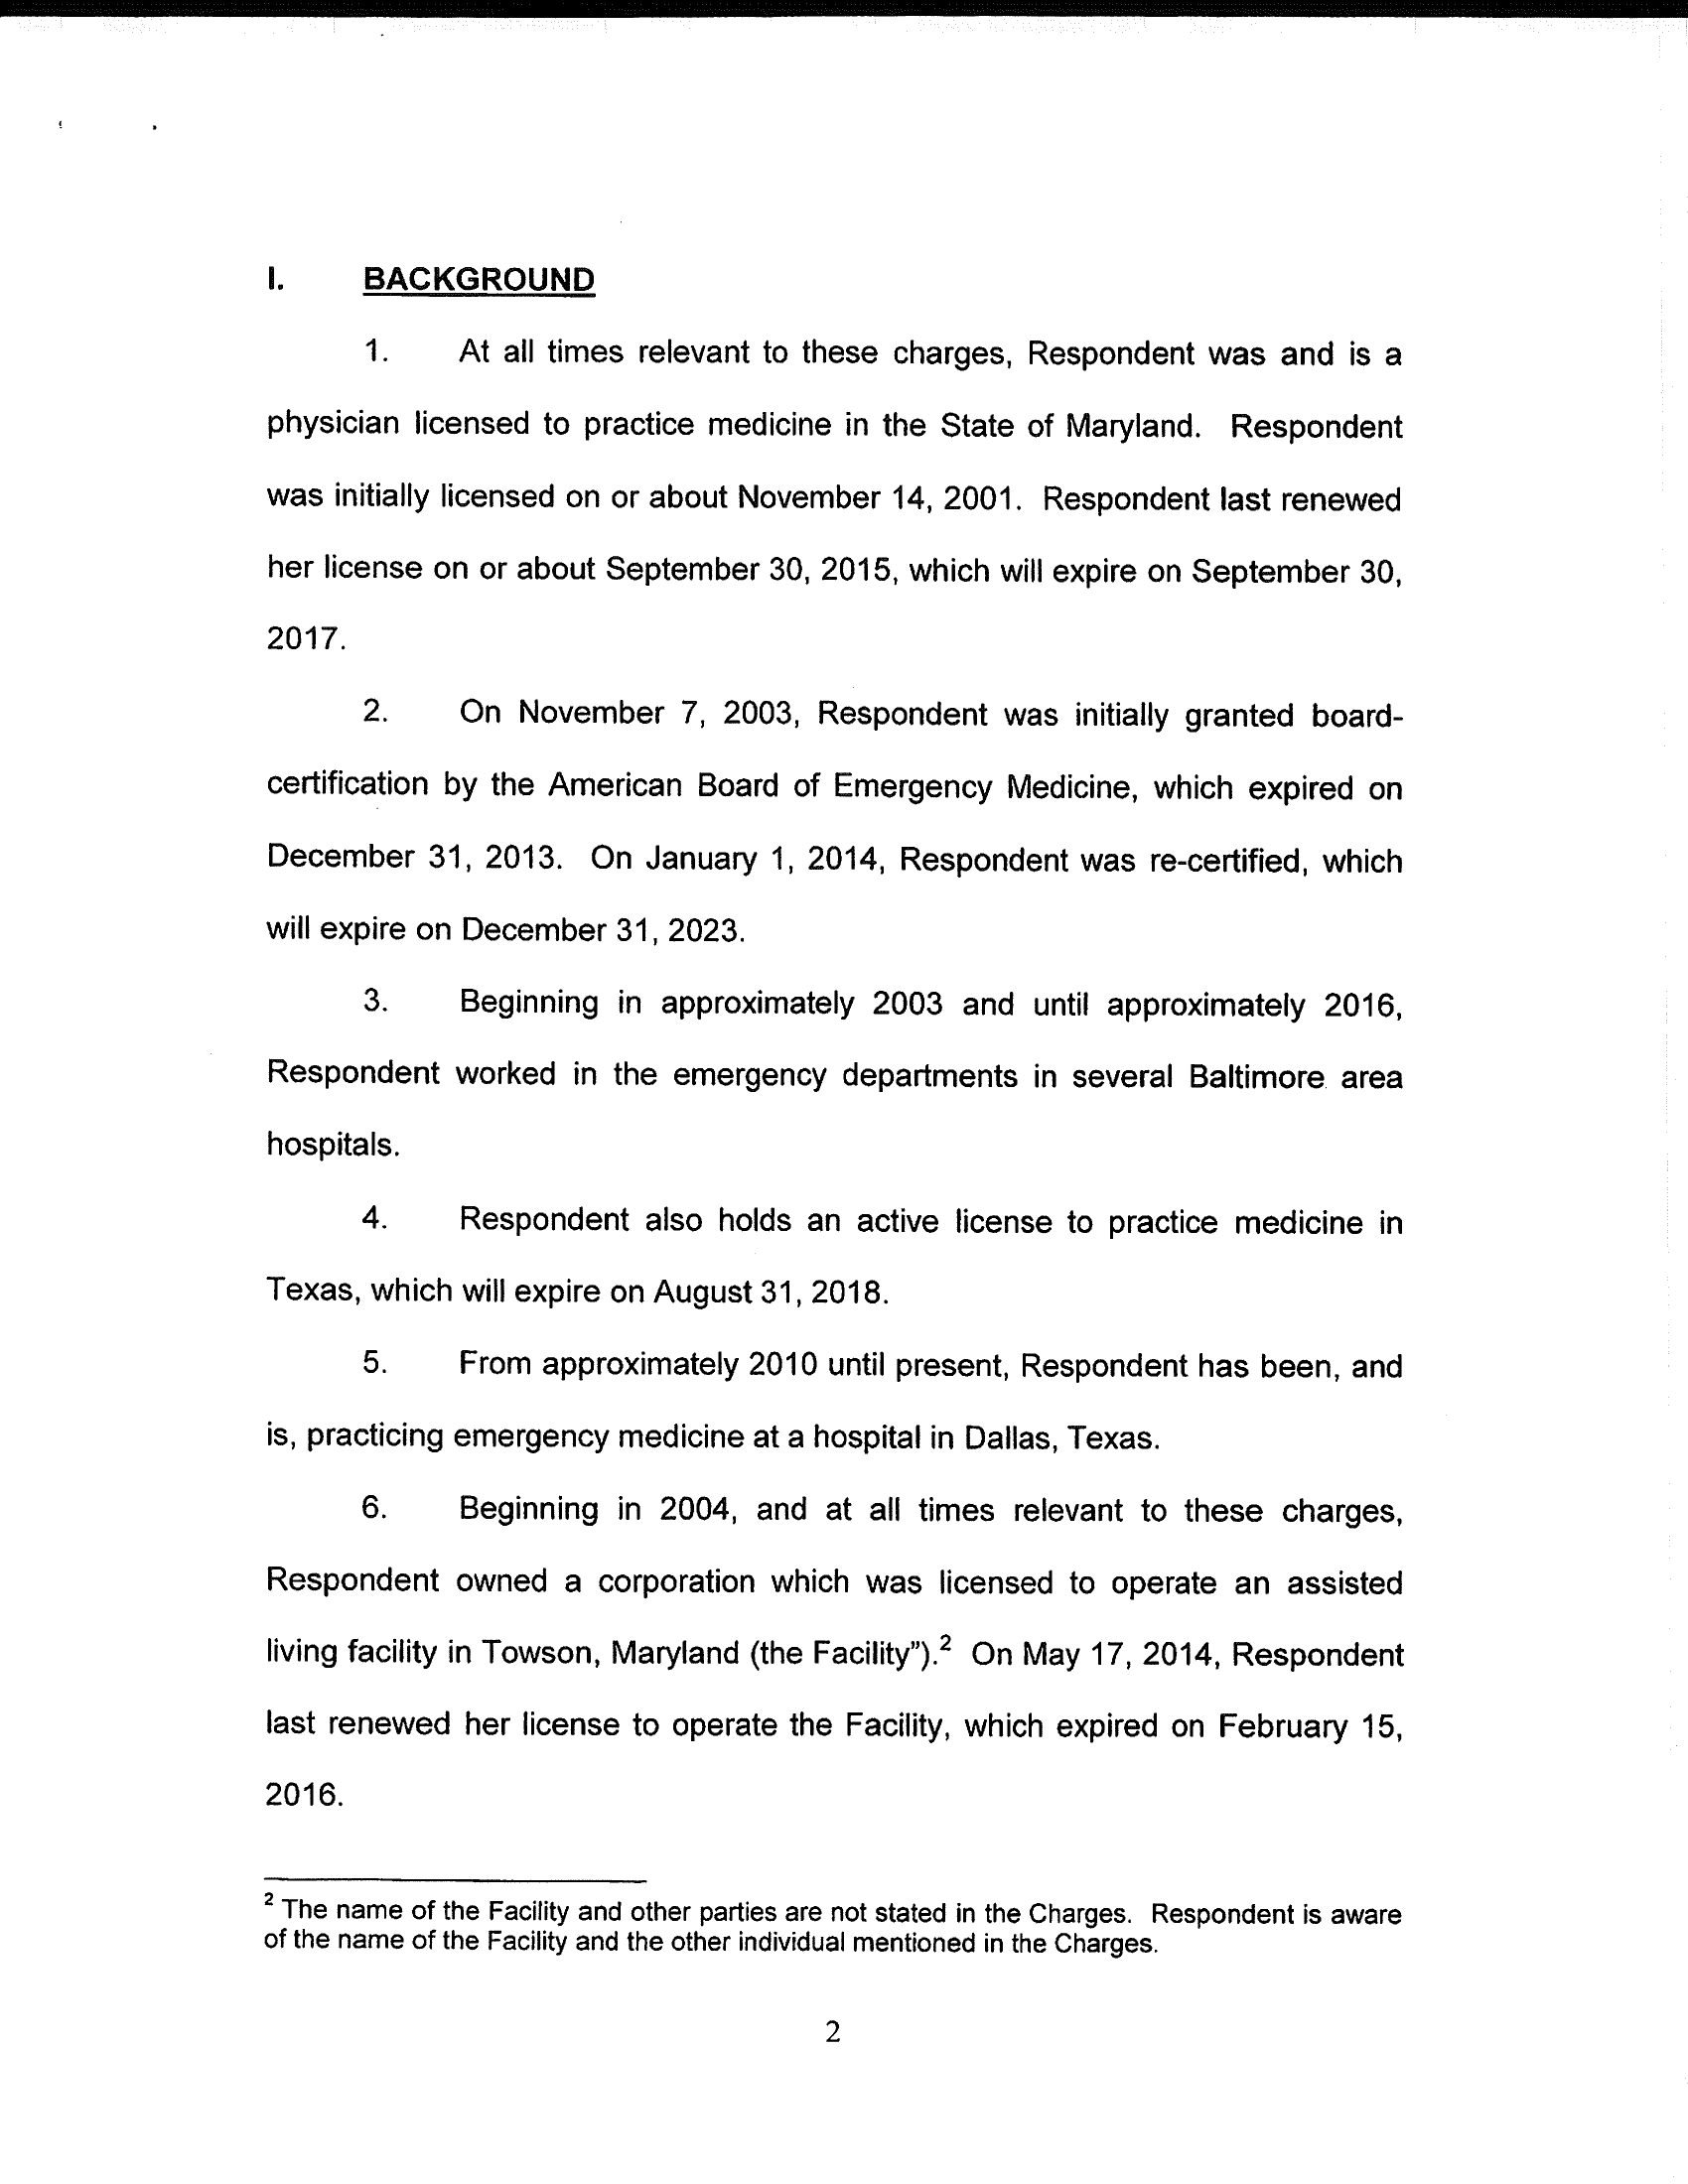 I. BACKGROUND
1. At all times relevant to these charges, Respondent was and is a
physician licensed to practice medicine in the State of Maryland. Respondent
was initially licensed on or about November 14, 2001. Respondent last renewed
her license on or about September 30, 2015, which will expire on September 30,
2017.
2. On November 7, 2003, Respondent was initially granted board-
certification by the American Board of Emergency Medicine, which expired on
December 31, 2013. On January 1, 2014, Respondent was re-certified, which
will expire on December 31, 2023.
3. Beginning in approximately 2003 and until approximately 2016,
Respondent worked in the emergency departments in several Baltimore area
hospitals.
4. Respondent also holds an active license to practice medicine in
Texas, which will expire on August 31, 2018.
5. From approximately 2010 until present, Respondent has been, and
is, practicing emergency medicine at a hospital in Dallas, Texas.
6. Beginning in 2004, and at all times relevant to these charges,
Respondent owned a corporation which was licensed to operate an assisted
living facility in Towson, Maryland (the Facility”).2 On May 17, 2014, Respondent
last renewed her license to operate the Facility, which expired on February 15,
2016.
2 The name of the Facility and other parties are not stated in the Charges. Respondent is aware
of the name of the Facility and the other individual mentioned in the Charges.
2